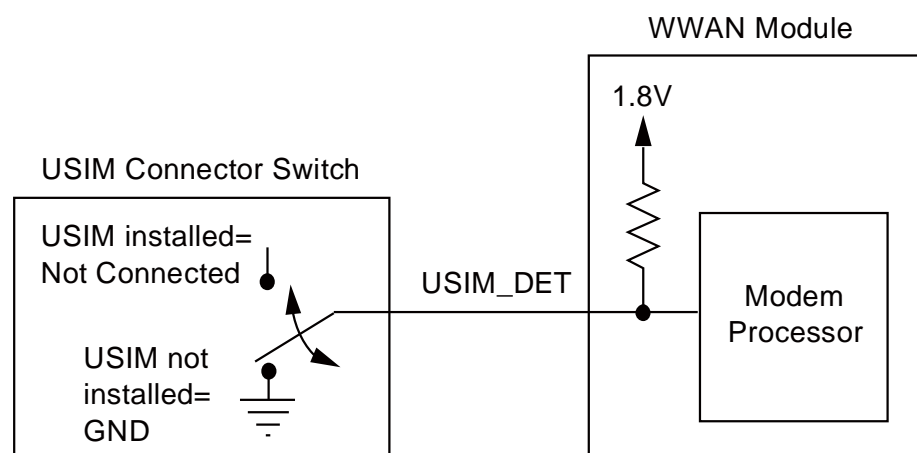 WWAN Module
1.8V
USIM Connector Switch
USIM installed=
Not Connected
USIM_DET
Modem
Processor
USIM not
installed=
GND